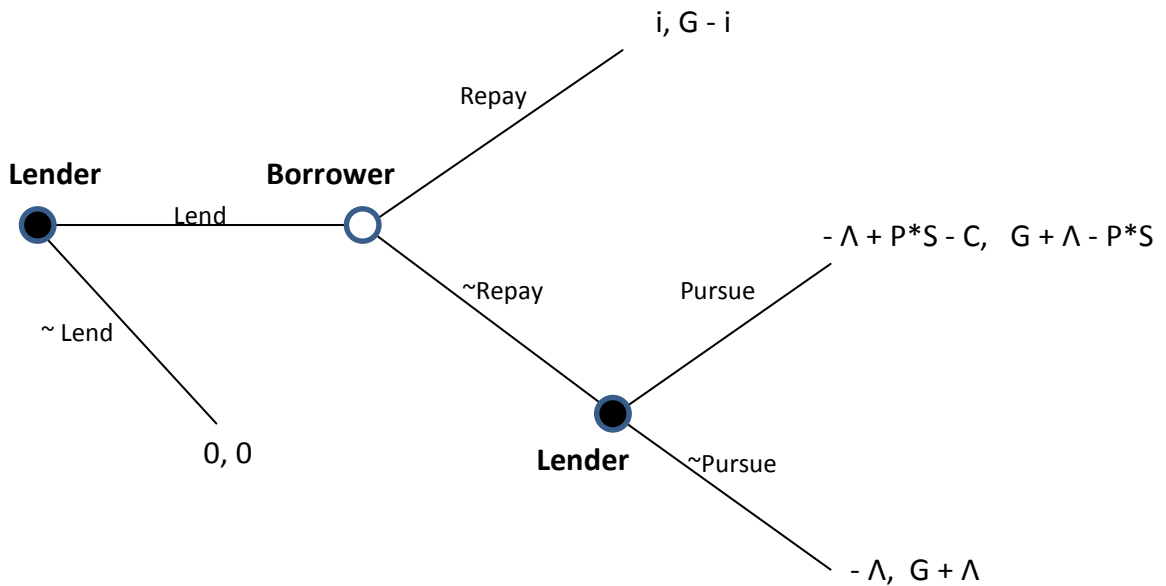 i, G - i
Repay
Lender
Borrower
Lend
- Λ + P*S - C, G + Λ - P*S
~Repay
Pursue
~ Lend
0, 0
Lender
~Pursue
- Λ, G + Λ